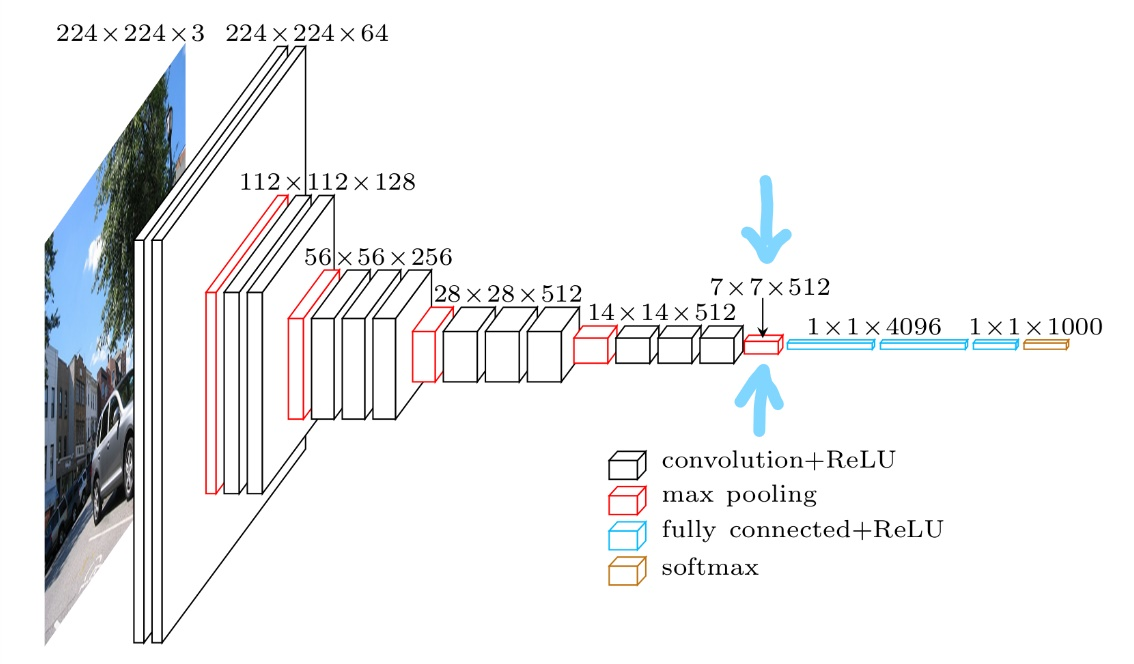 224×224×3
224×224×64
112×112×128
56×56×256
28×28×512
14×14×512
7×7×512
1×1×4096
1×1×1000
convolution+ReLU
max pooling
fully connected+ReLU
softmax